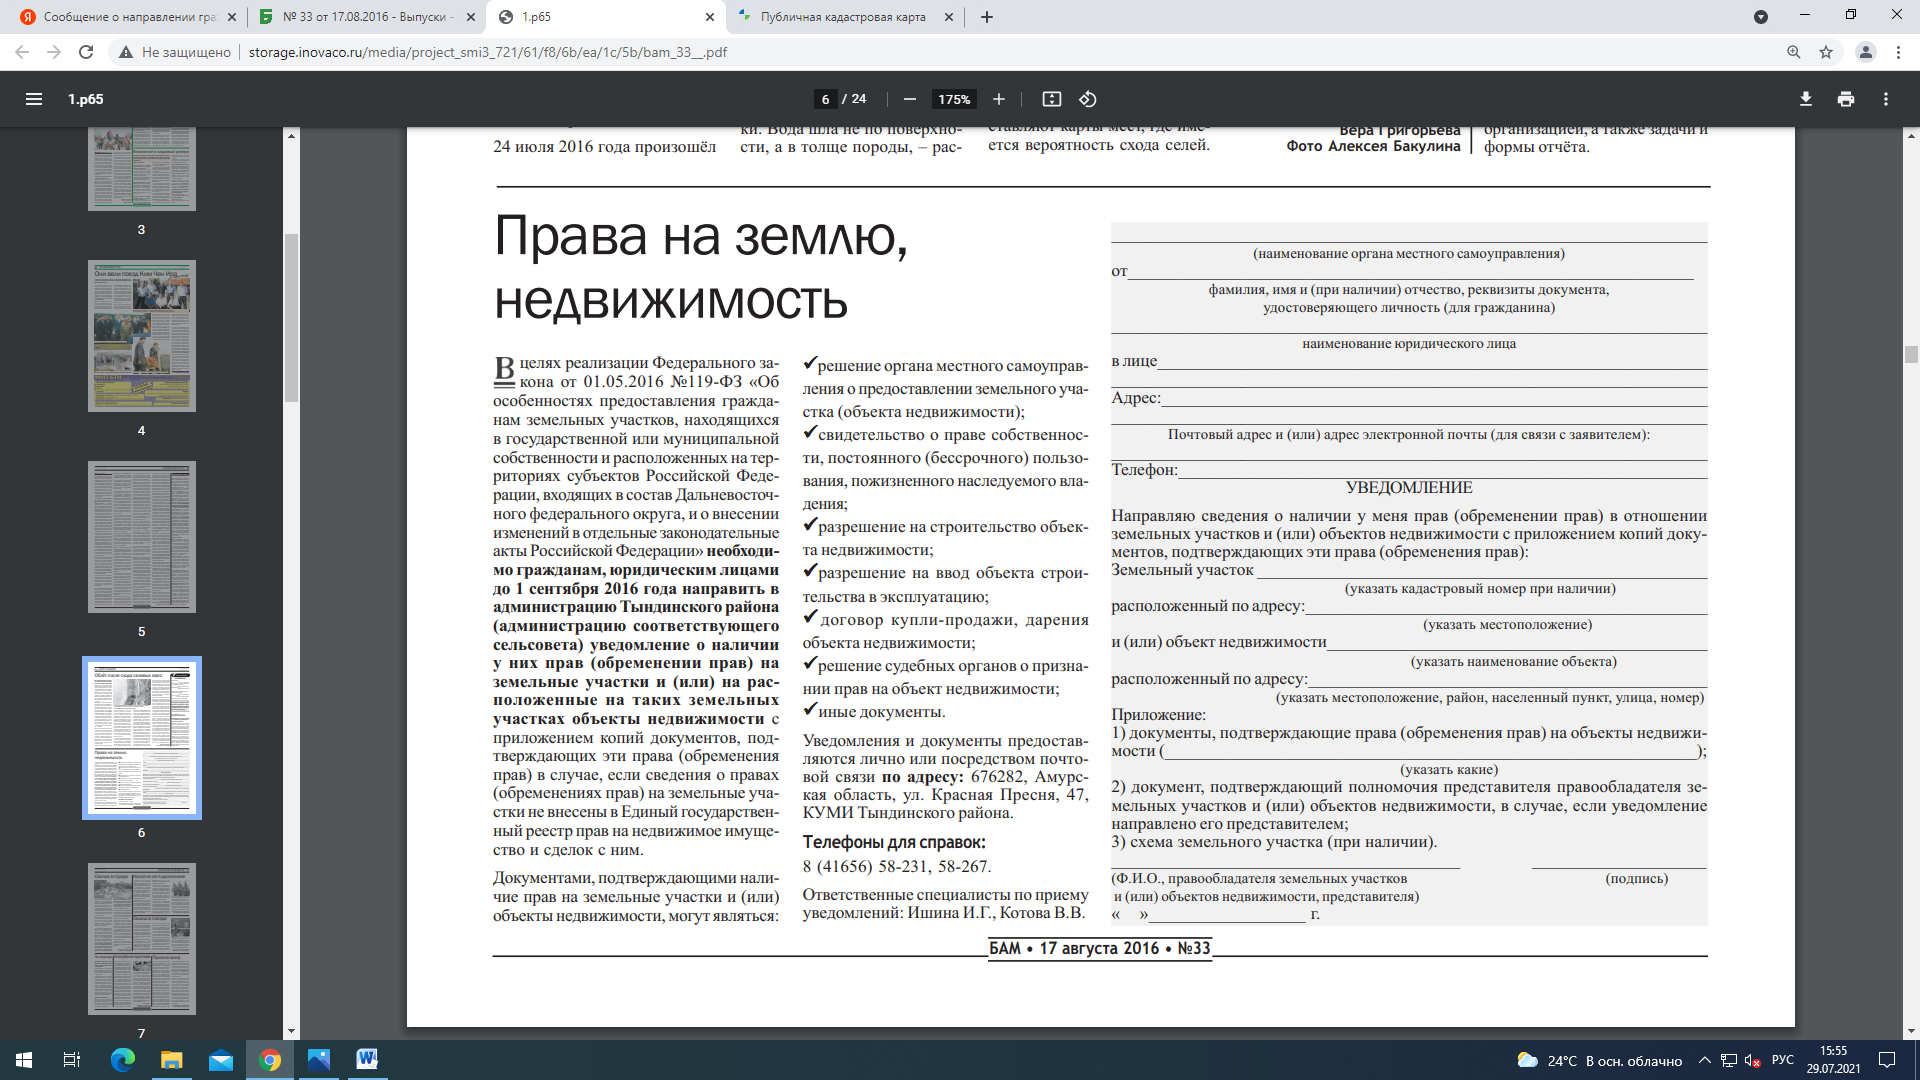 Сообщение о направлении гра
№ 33 от 17.08.2016 - Выпуски -
1.p65
Публичная кадастровая карта
Не защищено
storage.inovaco.ru/media/project_smi3_721/61/f8/6b/ea/1c/5b/bam_33__.pdf
1.p65
6 / 24
175%
3
4
5
6
7
24 июля 2016 года произошёл
ки. Вода шла не по поверхно-
сти, а в толще породы, – рас-
ставляют карты мест, где име-
ется вероятность схода селей.
Вера Григорьева
Фото Алексея Бакулина
организацией, а также задачи и
формы отчёта.
Права на землю,
недвижимость
В целях реализации Федерального за-
кона от 01.05.2016 №119-ФЗ «Об
особенностях предоставления гражда-
нам земельных участков, находящихся
в государственной или муниципальной
собственности и расположенных на тер-
риториях субъектов Российской Феде-
рации, входящих в состав Дальневосточ-
ного федерального округа, и о внесении
изменений в отдельные законодательные
акты Российской Федерации» необходи-
мо гражданам, юридическим лицами
до 1 сентября 2016 года направить в
администрацию Тындинского района
(администрацию соответствующего
сельсовета) уведомление о наличии
у них прав (обременении прав) на
земельные участки и (или) на рас-
положенные на таких земельных
участках объекты недвижимости с
приложением копий документов, под-
тверждающих эти права (обременения
прав) в случае, если сведения о правах
(обременениях прав) на земельные уча-
стки не внесены в Единый государствен-
ный реестр прав на недвижимое имуще-
ство и сделок с ним.
Документами, подтверждающими нали-
чие прав на земельные участки и (или)
объекты недвижимости, могут являться:
✓решение органа местного самоуправ-
ления о предоставлении земельного уча-
стка (объекта недвижимости);
✓свидетельство о праве собственнос-
ти, постоянного (бессрочного) пользо-
вания, пожизненного наследуемого вла-
дения;
✓разрешение на строительство объек-
та недвижимости;
✓разрешение на ввод объекта строи-
тельства в эксплуатацию;
✓договор купли-продажи, дарения
объекта недвижимости;
✓решение судебных органов о призна-
нии прав на объект недвижимости;
✓иные документы.
Уведомления и документы предостав-
ляются лично или посредством почто-
вой связи по адресу: 676282, Амурс-
кая область, ул. Красная Пресня, 47,
КУМИ Тындинского района.
Телефоны для справок:
8 (41656) 58-231, 58-267.
Ответственные специалисты по приему
уведомлений: Ишина И.Г., Котова В.В.
(наименование органа местного самоуправления)
от
фамилия, имя и (при наличии) отчество, реквизиты документа,
удостоверяющего личность (для гражданина)
наименование юридического лица
в лице
Адрес:
Почтовый адрес и (или) адрес электронной почты (для связи с заявителем):
Телефон:
УВЕДОМЛЕНИЕ
Направляю сведения о наличии у меня прав (обременении прав) в отношении
земельных участков и (или) объектов недвижимости с приложением копий доку-
ментов, подтверждающих эти права (обременения прав):
Земельный участок
(указать кадастровый номер при наличии)
расположенный по адресу:
(указать местоположение)
и (или) объект недвижимости
(указать наименование объекта)
расположенный по адресу:
(указать местоположение, район, населенный пункт, улица, номер)
Приложение:
1) документы, подтверждающие права (обременения прав) на объекты недвижи-
мости ( );
(указать какие)
2) документ, подтверждающий полномочия представителя правообладателя зе-
мельных участков и (или) объектов недвижимости, в случае, если уведомление
направлено его представителем;
3) схема земельного участка (при наличии).
(Ф.И.О., правообладателя земельных участков (подпись)
и (или) объектов недвижимости, представителя)
« » г.
БАМ • 17 августа 2016 • №33
24°C В осн. облачно
РУС
15:55
29.07.2021